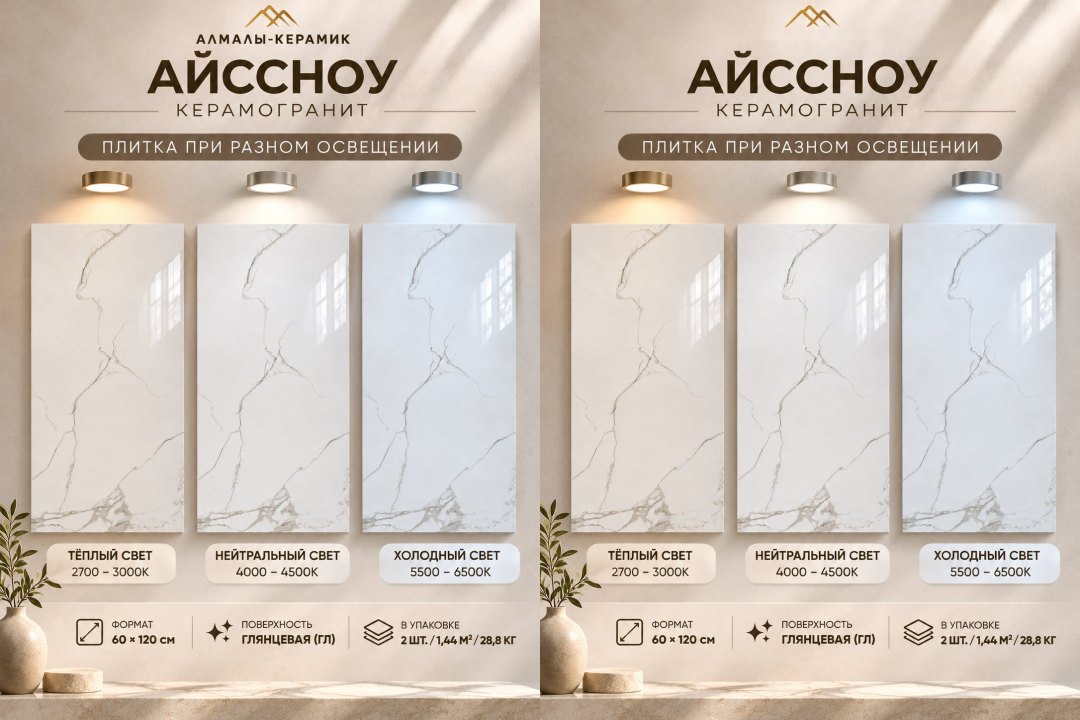 АЛМАЛЫ-КЕРАМИК
АЙССНОУ
КЕРАМОГРАНИТ
ПЛИТКА ПРИ РАЗНОМ ОСВЕЩЕНИИ
ТЁПЛЫЙ СВЕТ
2700 – 3000K
НЕЙТРАЛЬНЫЙ СВЕТ
4000 – 4500K
ХОЛОДНЫЙ СВЕТ
5500 – 6500K
ФОРМАТ
60 × 120 см
ПОВЕРХНОСТЬ
ГЛЯНЦЕВАЯ (ГЛ)
В УПАКОВКЕ
2 ШТ. / 1,44 М² / 28,8 КГ
АЙССНОУ
КЕРАМОГРАНИТ
ПЛИТКА ПРИ РАЗНОМ ОСВЕЩЕНИИ
ТЁПЛЫЙ СВЕТ
2700 – 3000K
НЕЙТРАЛЬНЫЙ СВЕТ
4000 – 4500K
ХОЛОДНЫЙ СВЕТ
5500 – 6500K
ФОРМАТ
60 × 120 см
ПОВЕРХНОСТЬ
ГЛЯНЦЕВАЯ (ГЛ)
В УПАКОВКЕ
2 ШТ. / 1,44 М² / 28,8 КГ